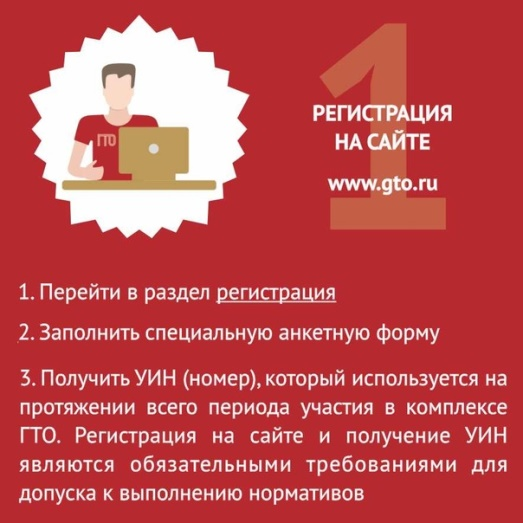 ГТО
1
РЕГИСТРАЦИЯ
НА САЙТЕ
www.gto.ru
1. Перейти в раздел регистрация
2. Заполнить специальную анкетную форму
3. Получить УИН (номер), который используется на
протяжении всего периода участия в комплексе
ГТО. Регистрация на сайте и получение УИН
являются обязательными требованиями для
допуска к выполнению нормативов